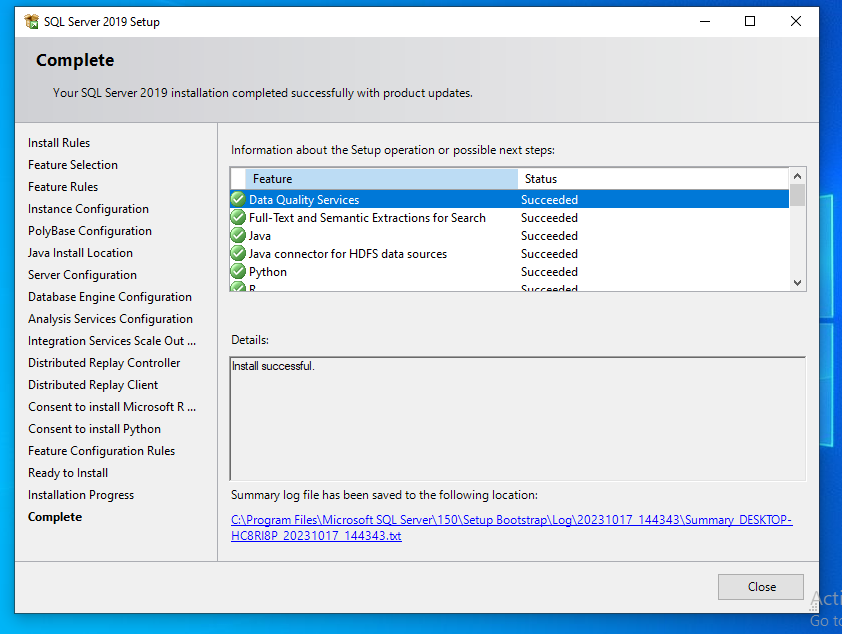 SQL Server 2019 Setup
Complete
Your SQL Server 2019 installation completed successfully with product updates.
Install Rules
Feature Selection
Feature Rules
Instance Configuration
PolyBase Configuration
Java Install Location
Server Configuration
Database Engine Configuration
Analysis Services Configuration
Integration Services Scale Out ...
Distributed Replay Controller
Distributed Replay Client
Consent to install Microsoft R ...
Consent to install Python
Feature Configuration Rules
Ready to Install
Installation Progress
Complete
Information about the Setup operation or possible next steps:
Feature Status
Data Quality Services Succeeded
Full-Text and Semantic Extractions for Search Succeeded
Java Succeeded
Java connector for HDFS data sources Succeeded
Python Succeeded
R Succeeded
Details:
Install successful.
Summary log file has been saved to the following location:
C:\Program Files\Microsoft SQL Server\150\Setup Bootstrap\Log\20231017_144343\Summary_DESKTOP-
HC8RI8P_20231017_144343.txt
Close
Acti
Go to